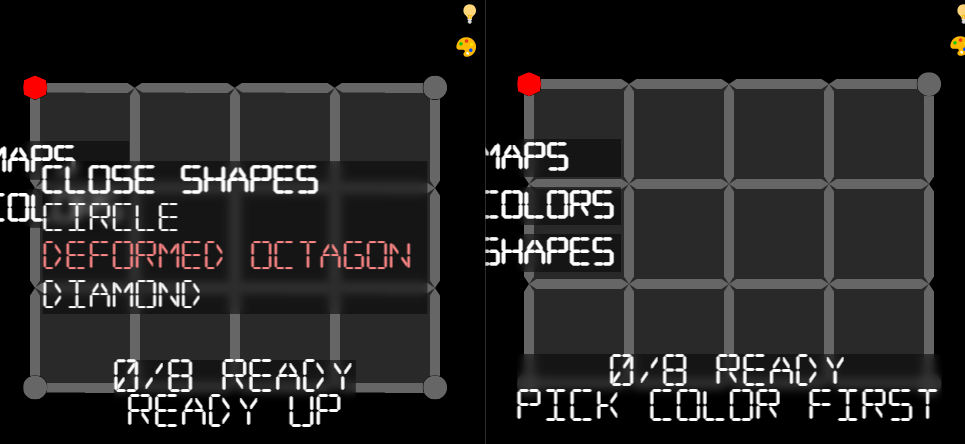 MAPS
CLOSE SHAPES
COL
CIRCLE
DEFORMED OCTAGON
DIAMOND
0/8 READY
READY UP
MAPS
COLORS
SHAPES
0/8 READY
PICK COLOR FIRST